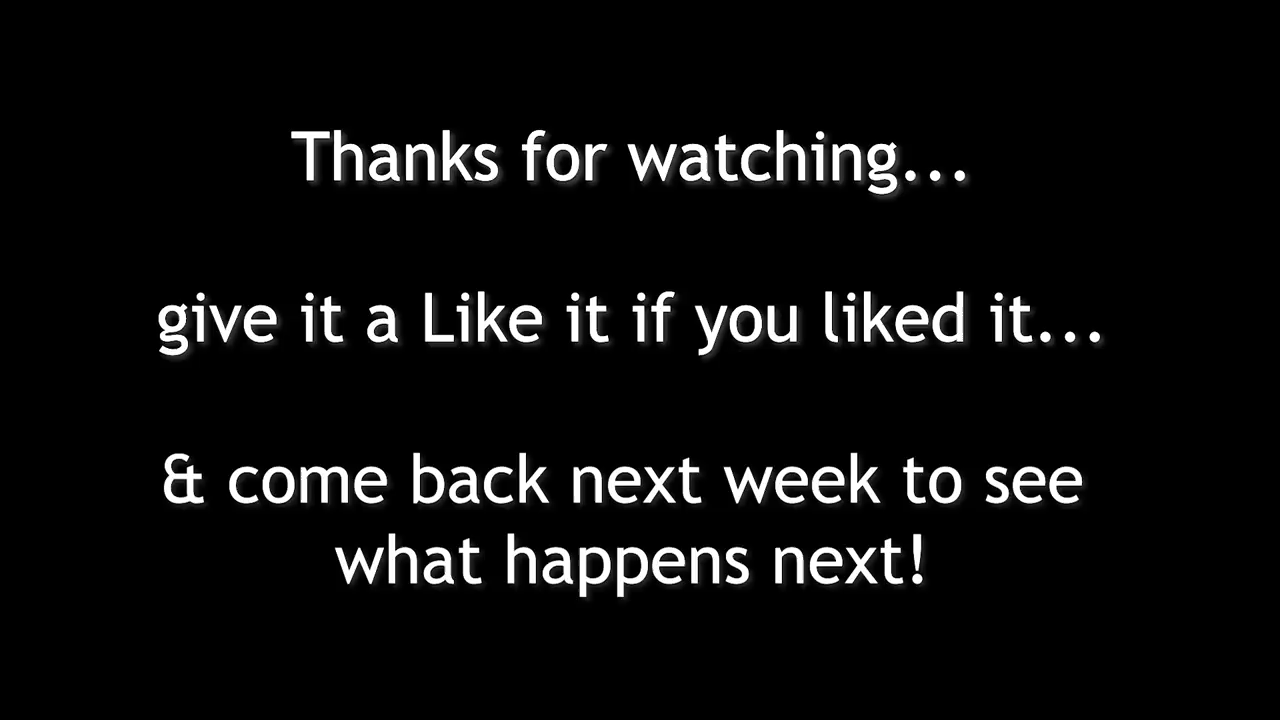 Thanks for watching...
give it a Like it if you liked it...
& come back next week to see
what happens next!